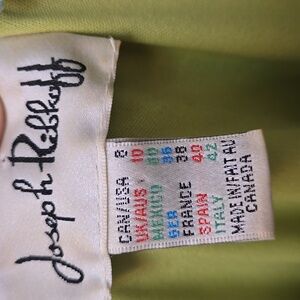 Joseph Ribkoff
CAN/USA 8
UK/AUS: 10
MEXICO 30
GER 36
FRANCE 38
SPAIN 40
ITALY 42
MADE IN/FAIT AU
CANADA